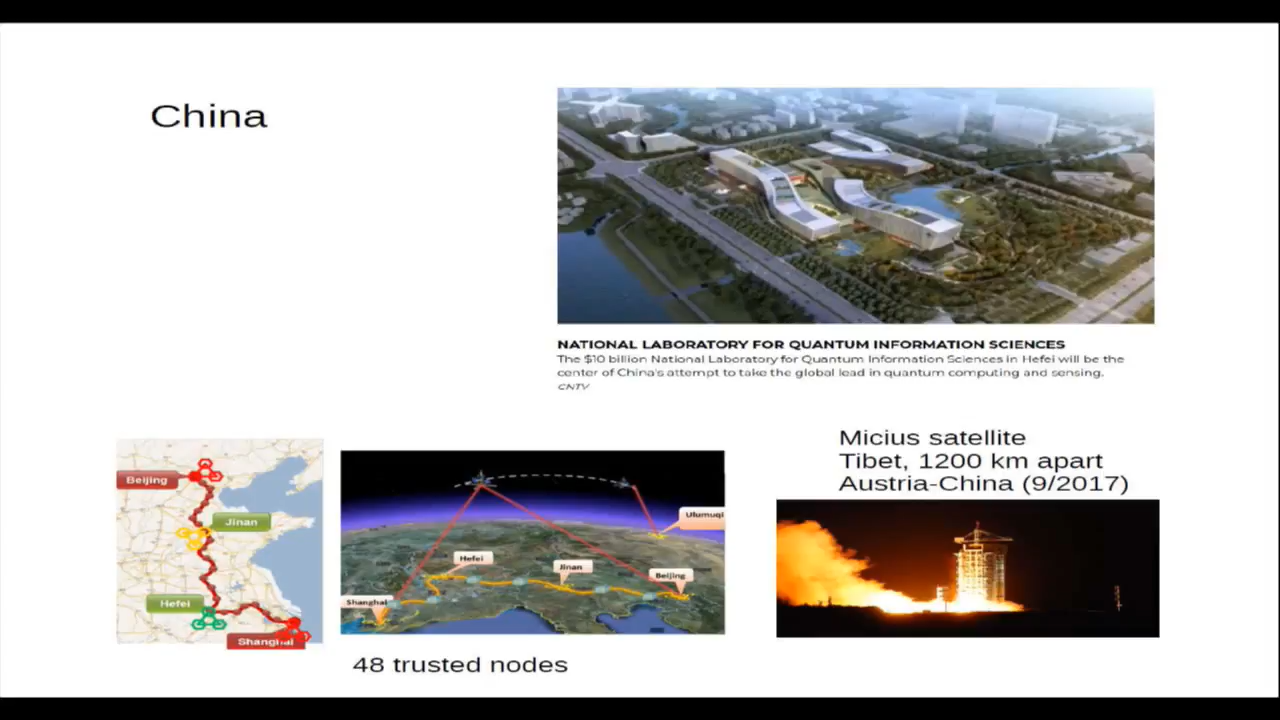 China
NATIONAL LABORATORY FOR QUANTUM INFORMATION SCIENCES
The $10 billion National Laboratory for Quantum Information Sciences in Hefei will be the
center of China's attempt to take the global lead in quantum computing and sensing.
CNTV
Micius satellite
Tibet, 1200 km apart
Austria-China (9/2017)
Beijing
Jinan
Hefei
Shanghai
Ulumuqi
Hefei
Jinan
Beijing
Shanghai
48 trusted nodes